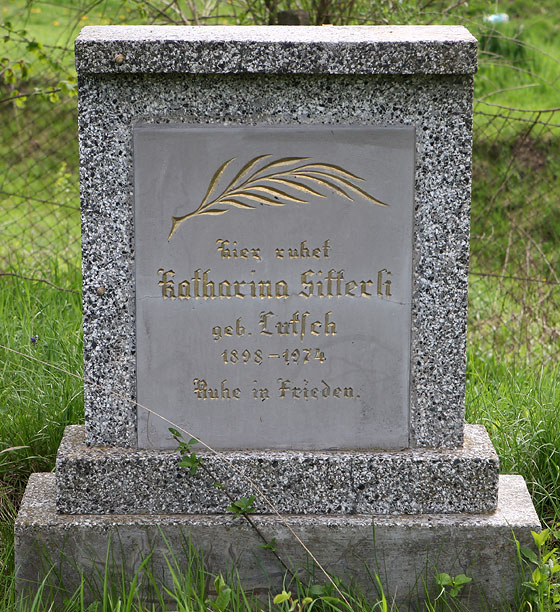 Hier ruhet
Katharina Sitterli
geb. Lutsch
1898-1974
Ruhe in Frieden.